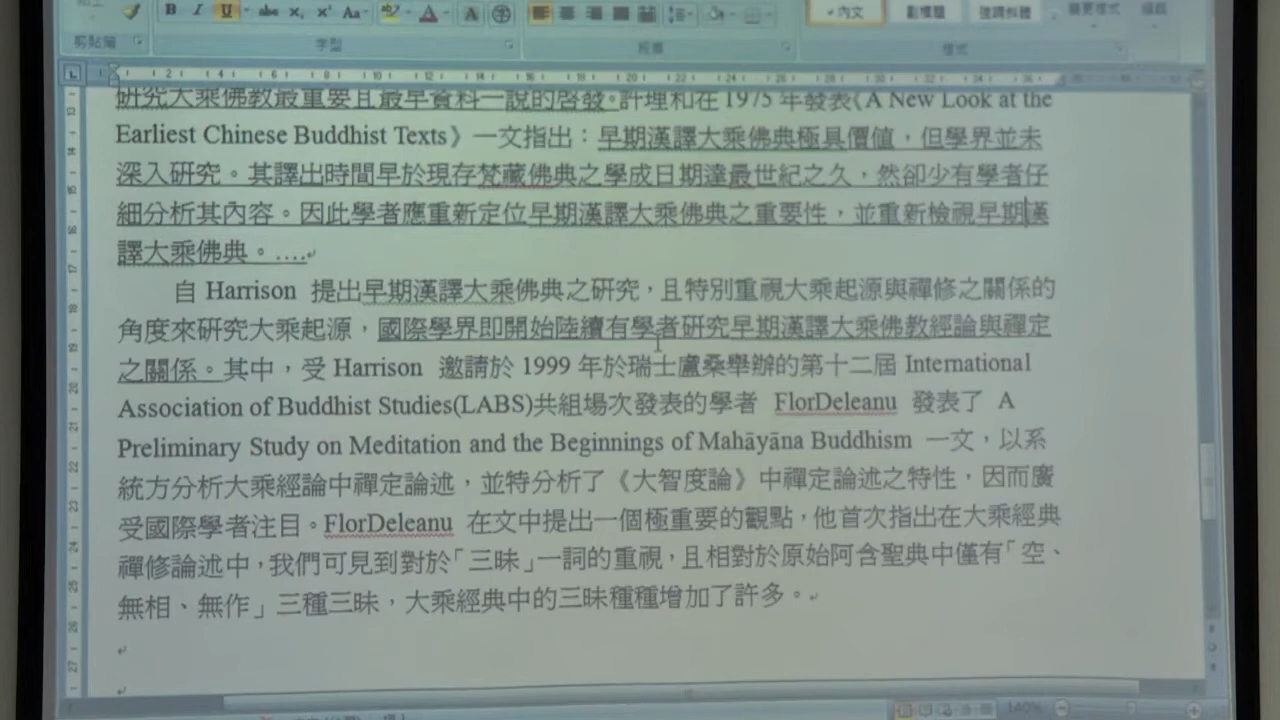 剪貼簿
字型
段落
樣式
研究大乘佛教最重要且最早資料一說的啓發。許理和在 1975 年發表《A New Look at the
Earliest Chinese Buddhist Texts》一文指出：早期漢譯大乘佛典極具價值，但學界並未
深入研究。其譯出時間早於現存梵藏佛典之學成日期達最世紀之久，然卻少有學者仔
細分析其內容。因此學者應重新定位早期漢譯大乘佛典之重要性，並重新檢視早期漢
譯大乘佛典。....
自 Harrison 提出早期漢譯大乘佛典之研究，且特別重視大乘起源與禪修之關係的
角度來研究大乘起源，國際學界即開始陸續有學者研究早期漢譯大乘佛教經論與禪定
之關係。其中，受 Harrison 邀請於 1999 年於瑞士盧桑舉辦的第十二屆 International
Association of Buddhist Studies(LABS)共組場次發表的學者 FlorDeleanu 發表了 A
Preliminary Study on Meditation and the Beginnings of Mahāyāna Buddhism 一文，以系
統方分析大乘經論中禪定論述，並特分析了《大智度論》中禪定論述之特性，因而廣
受國際學者注目。FlorDeleanu 在文中提出一個極重要的觀點，他首次指出在大乘經典
禪修論述中，我們可見到對於「三昧」一詞的重視，且相對於原始阿含聖典中僅有「空、
無相、無作」三種三昧，大乘經典中的三昧種種增加了許多。
140%